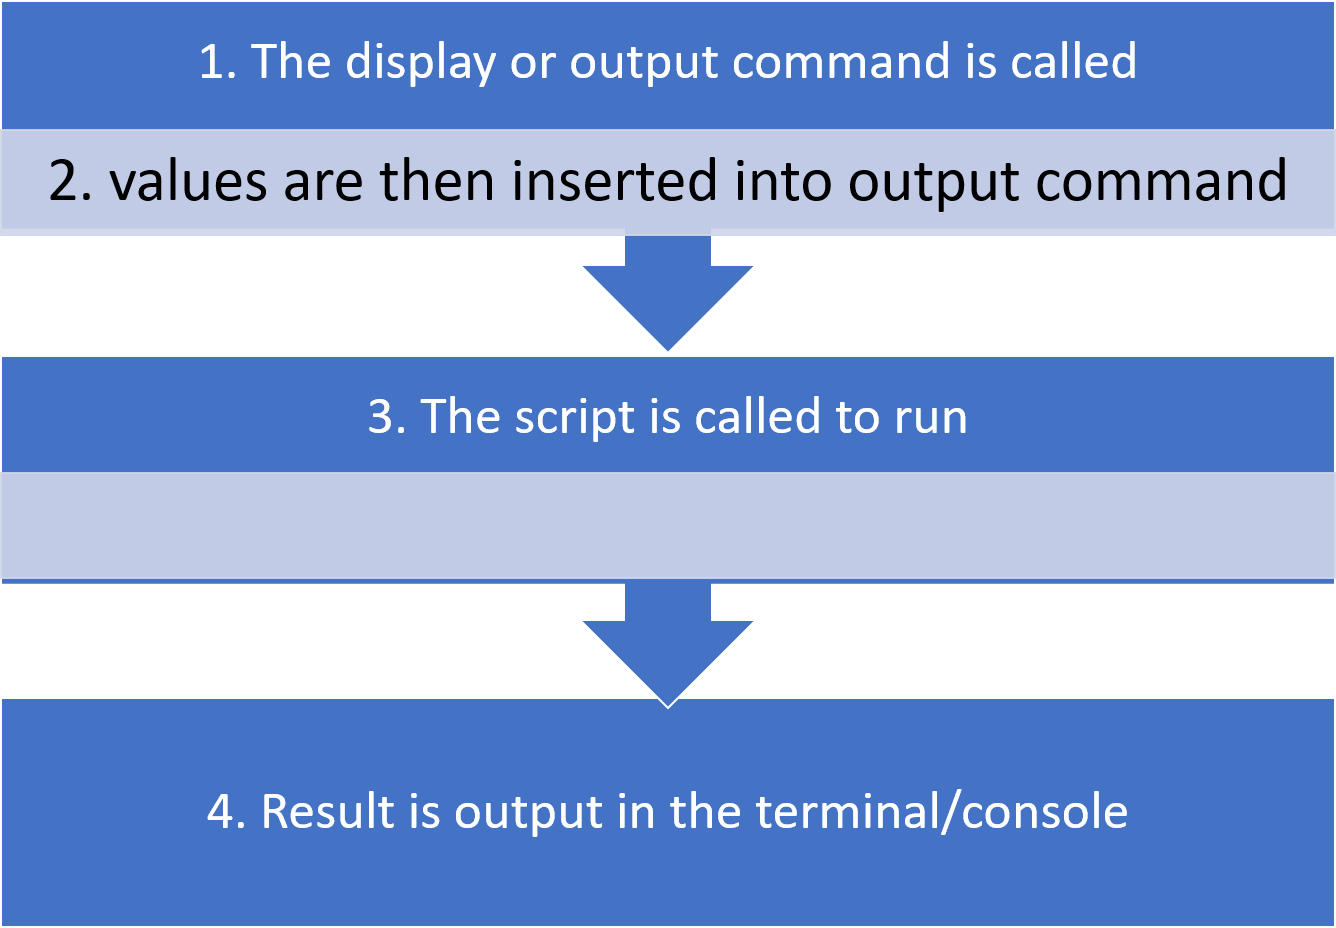 1. The display or output command is called
2. values are then inserted into output command
3. The script is called to run
4. Result is output in the terminal/console